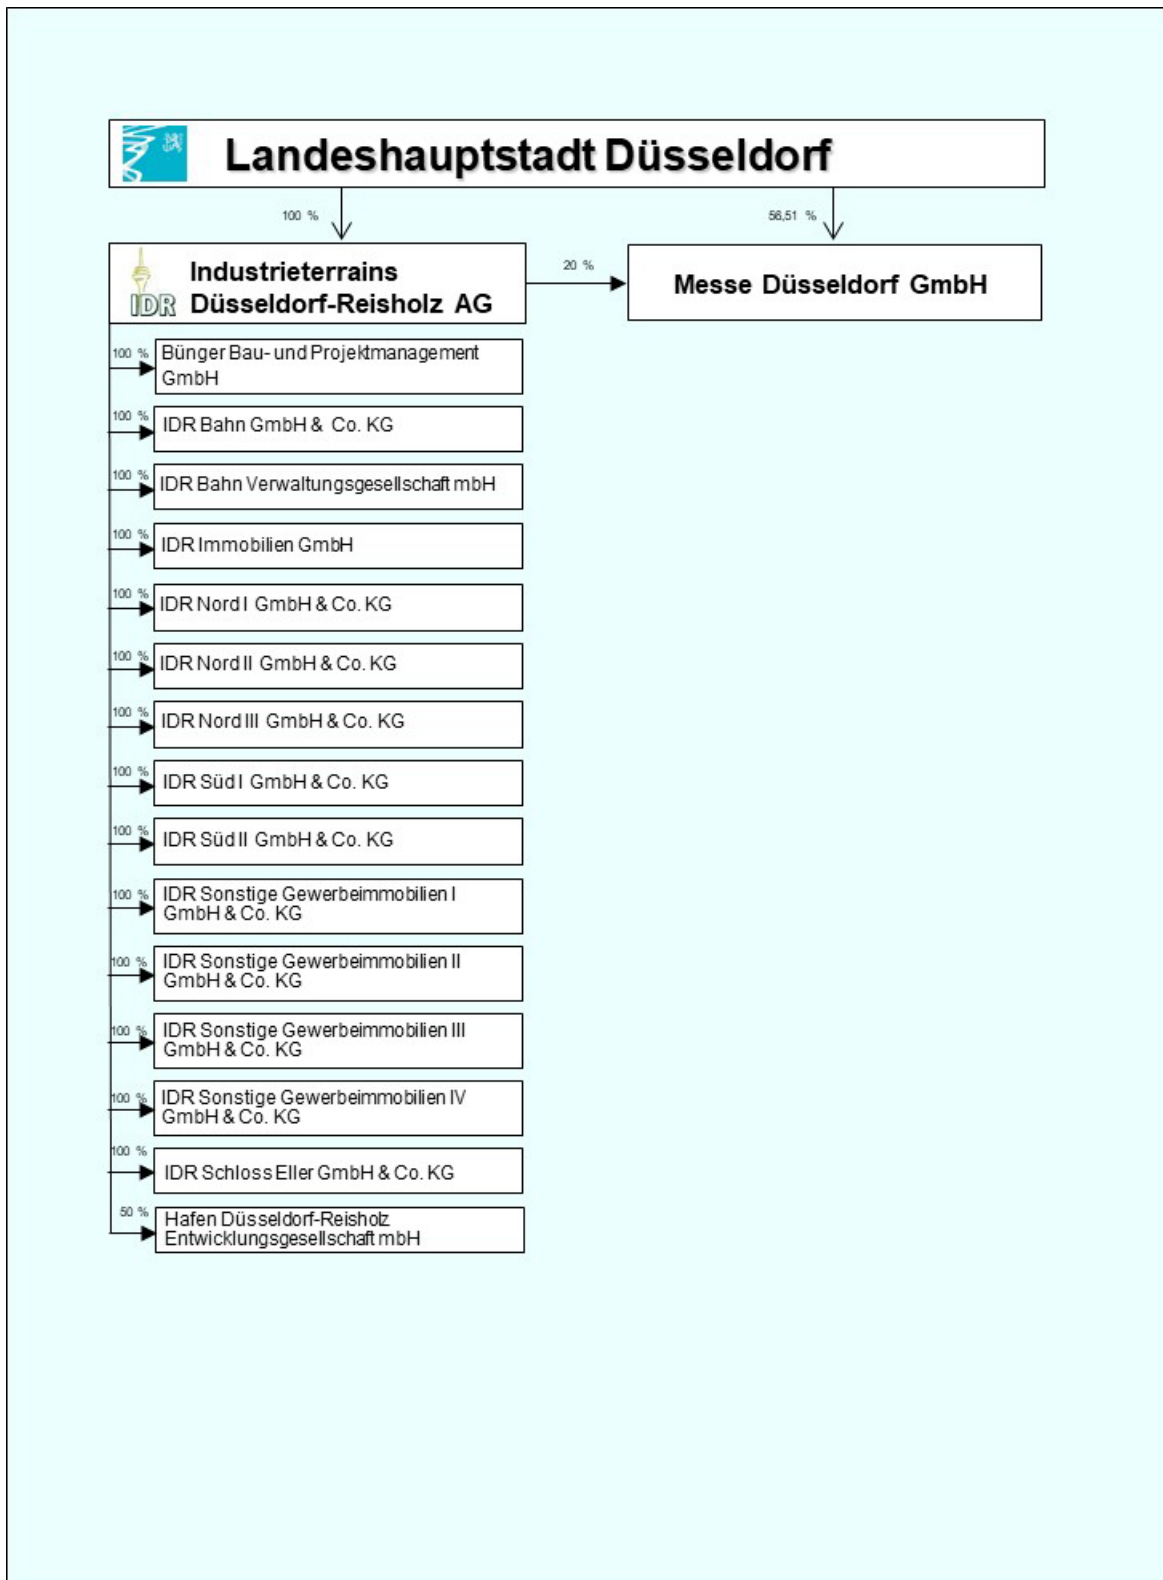 Landeshauptstadt Düsseldorf
100 %
56,51 %
IDR
Industrieterrains
Düsseldorf-Reisholz AG
20 %
Messe Düsseldorf GmbH
100 %
Bünger Bau- und Projektmanagement
GmbH
100 %
IDR Bahn GmbH & Co. KG
100 %
IDR Bahn Verwaltungsgesellschaft mbH
100 %
IDR Immobilien GmbH
100 %
IDR Nord I GmbH & Co. KG
100 %
IDR Nord II GmbH & Co. KG
100 %
IDR Nord III GmbH & Co. KG
100 %
IDR Süd I GmbH & Co. KG
100 %
IDR Süd II GmbH & Co. KG
100 %
IDR Sonstige Gewerbeimmobilien I
GmbH & Co. KG
100 %
IDR Sonstige Gewerbeimmobilien II
GmbH & Co. KG
100 %
IDR Sonstige Gewerbeimmobilien III
GmbH & Co. KG
100 %
IDR Sonstige Gewerbeimmobilien IV
GmbH & Co. KG
100 %
IDR Schloss Eller GmbH & Co. KG
50 %
Hafen Düsseldorf-Reisholz
Entwicklungsgesellschaft mbH